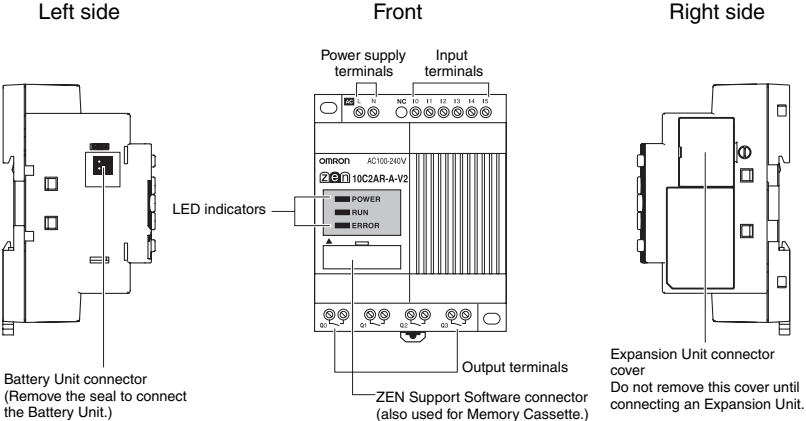 Left side
Front
Right side
Power supply
terminals
Input
terminals
AC L N NC I0 I1 I2 I3 I4 I5
OMRON AC100-240V
ZEN 10C2AR-A-V2
LED indicators
POWER
RUN
ERROR
Q0 Q1 Q2 Q3
Output terminals
Battery Unit connector
(Remove the seal to connect
the Battery Unit.)
ZEN Support Software connector
(also used for Memory Cassette.)
Expansion Unit connector
cover
Do not remove this cover until
connecting an Expansion Unit.